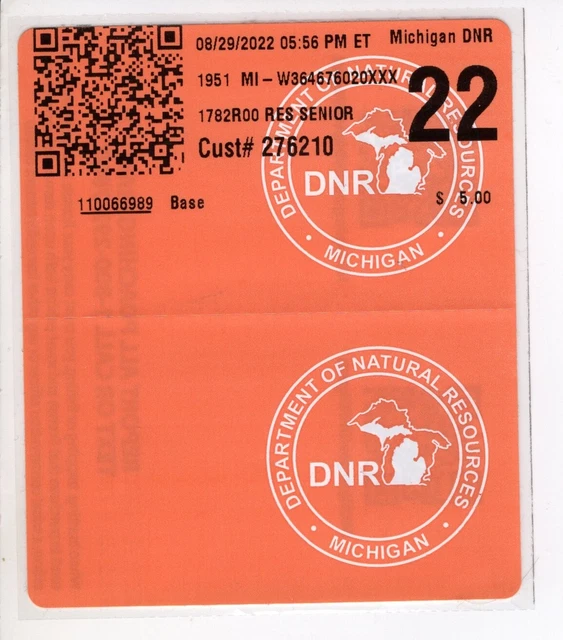 08/29/2022 05:56 PM ET Michigan DNR
1951 MI-W364676020XXX 22
1782R00 RES SENIOR
Cust# 276210
110066989 Base $ 5.00
DEPARTMENT OF NATURAL RESOURCES
DNR
• MICHIGAN •
DEPARTMENT OF NATURAL RESOURCES
DNR
• MICHIGAN •